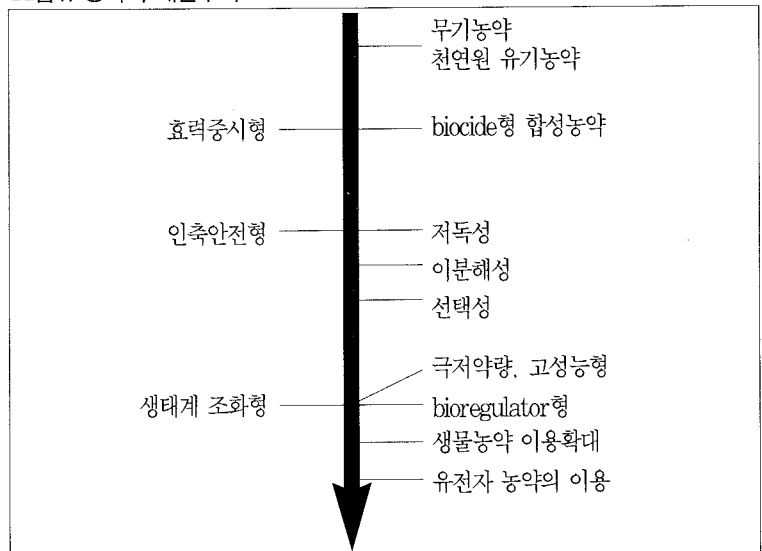 무기농약
천연원 유기농약
효력중시형
biocide형 합성농약
인축안전형
저독성
이분해성
선택성
극저약량, 고성능형
생태계 조화형
bioregulator형
생물농약 이용확대
유전자 농약의 이용